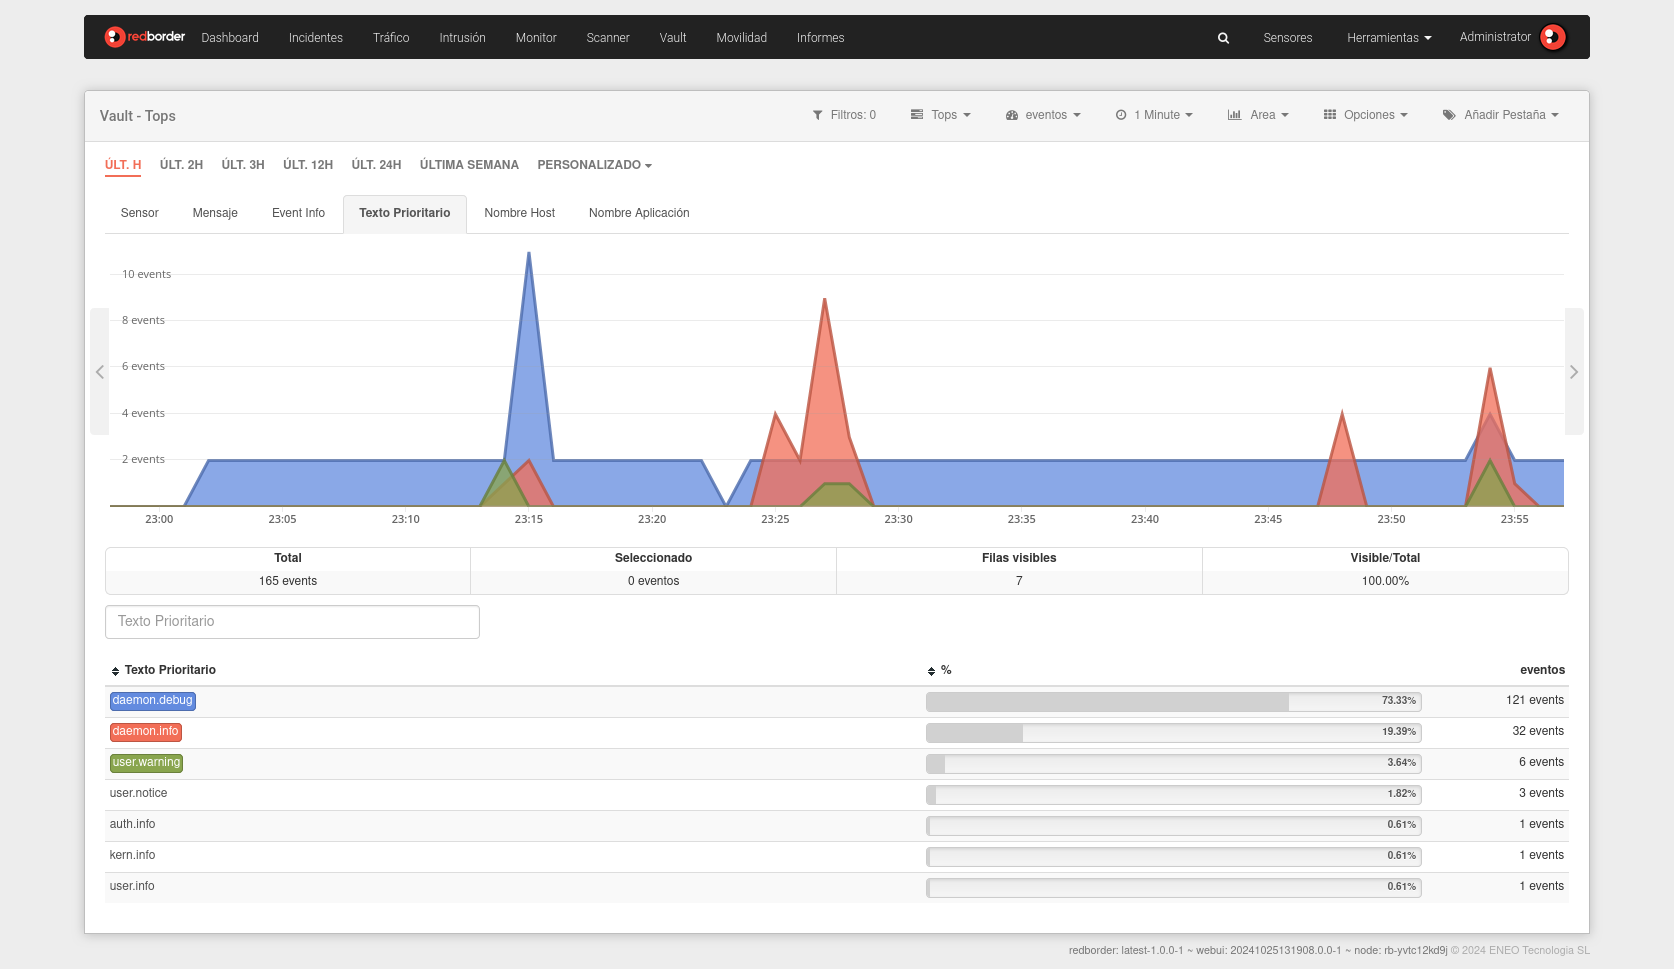 redborder Dashboard Incidentes Tráfico Intrusión Monitor Scanner Vault Movilidad Informes Sensores Herramientas Administrator
Vault - Tops Filtros: 0 Tops eventos 1 Minute Area Opciones Añadir Pestaña
ÚLT. H ÚLT. 2H ÚLT. 3H ÚLT. 12H ÚLT. 24H ÚLTIMA SEMANA PERSONALIZADO
Sensor Mensaje Event Info Texto Prioritario Nombre Host Nombre Aplicación
10 events
8 events
6 events
4 events
2 events
23:00 23:05 23:10 23:15 23:20 23:25 23:30 23:35 23:40 23:45 23:50 23:55
Total Seleccionado Filas visibles Visible/Total
165 events 0 eventos 7 100.00%
Texto Prioritario
Texto Prioritario % eventos
daemon.debug 73.33% 121 events
daemon.info 19.39% 32 events
user.warning 3.64% 6 events
user.notice 1.82% 3 events
auth.info 0.61% 1 events
kern.info 0.61% 1 events
user.info 0.61% 1 events
redborder: latest-1.0.0-1 ~ webui: 20241025131908.0.0-1 ~ node: rb-yvtc12kd9j © 2024 ENEO Tecnologia SL